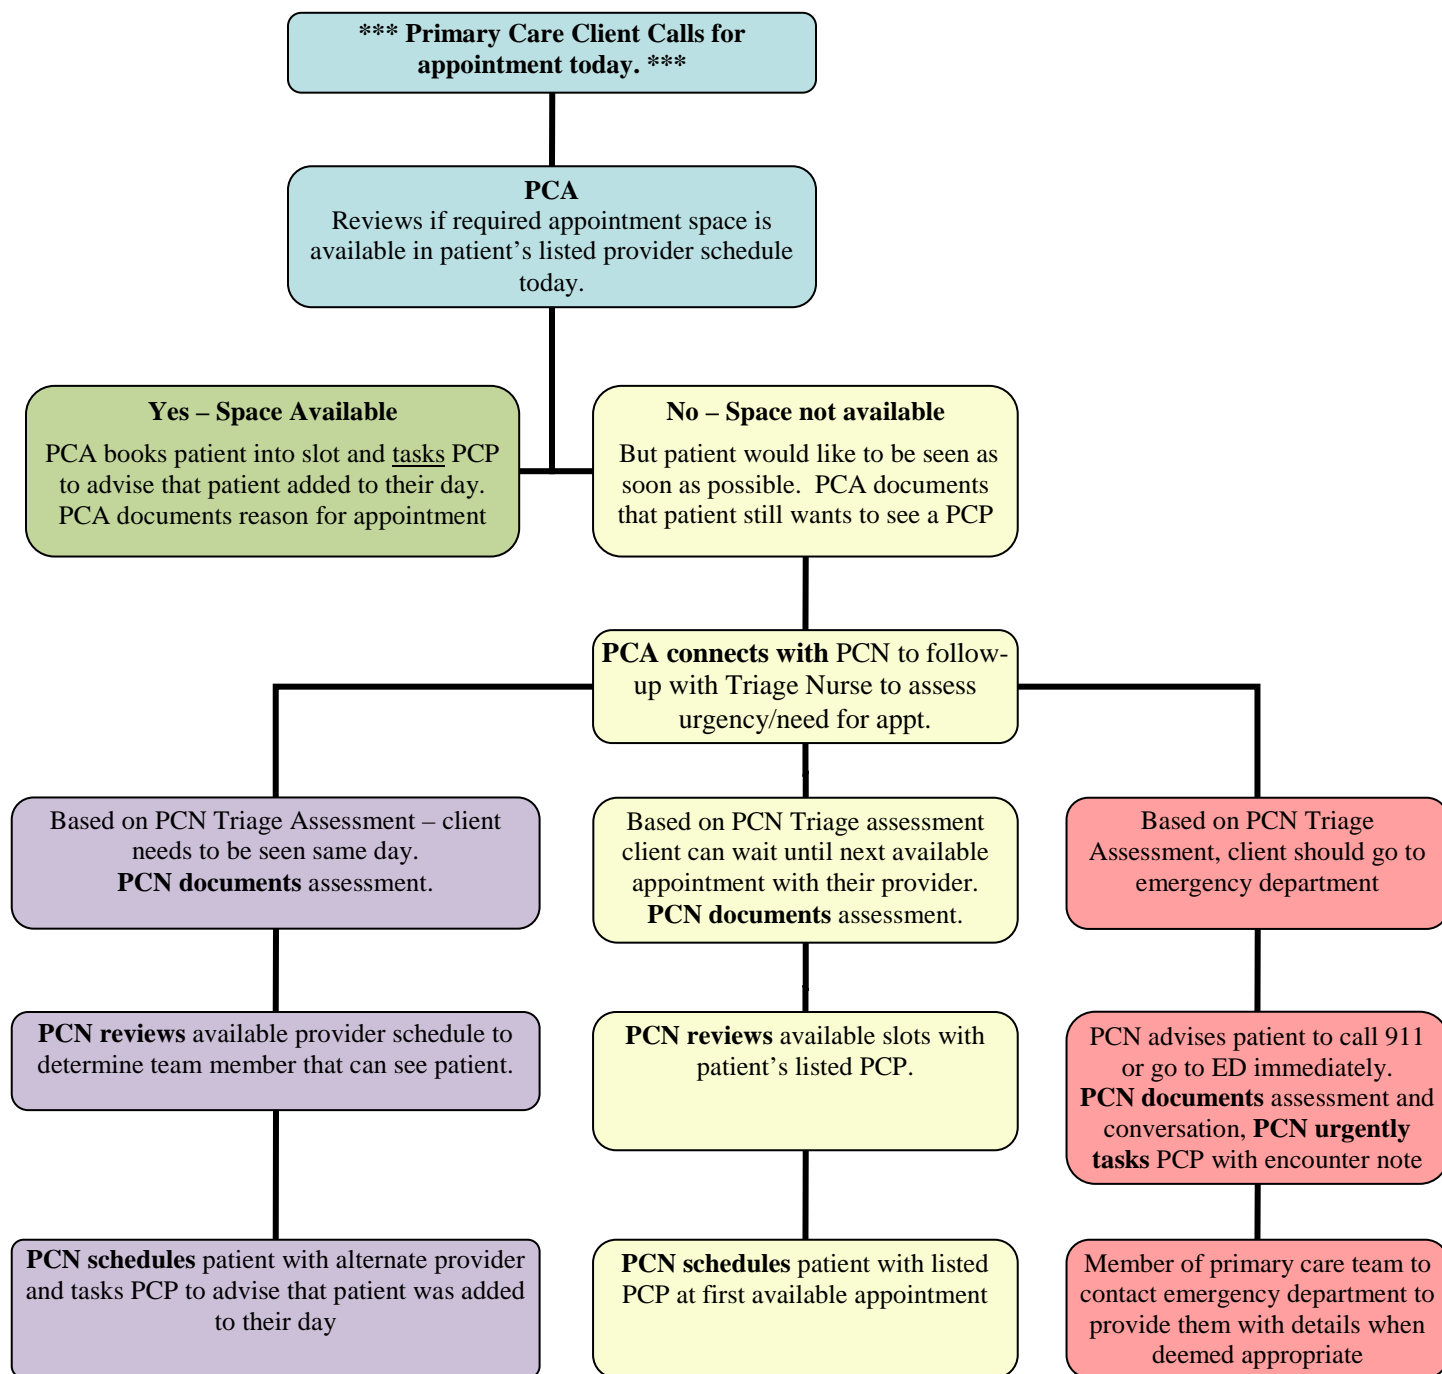 *** Primary Care Client Calls for
appointment today. ***
PCA
Reviews if required appointment space is
available in patient’s listed provider schedule
today.
Yes – Space Available
PCA books patient into slot and tasks PCP
to advise that patient added to their day.
PCA documents reason for appointment
No – Space not available
But patient would like to be seen as
soon as possible.  PCA documents
that patient still wants to see a PCP
PCA connects with PCN to follow-
up with Triage Nurse to assess
urgency/need for appt.
Based on PCN Triage Assessment – client
needs to be seen same day.
PCN documents assessment.
Based on PCN Triage assessment
client can wait until next available
appointment with their provider.
PCN documents assessment.
Based on PCN Triage
Assessment, client should go to
emergency department
PCN reviews available provider schedule to
determine team member that can see patient.
PCN reviews available slots with
patient’s listed PCP.
PCN advises patient to call 911
or go to ED immediately.
PCN documents assessment and
conversation, PCN urgently
tasks PCP with encounter note
PCN schedules patient with alternate provider
and tasks PCP to advise that patient was added
to their day
PCN schedules patient with listed
PCP at first available appointment
Member of primary care team to
contact emergency department to
provide them with details when
deemed appropriate